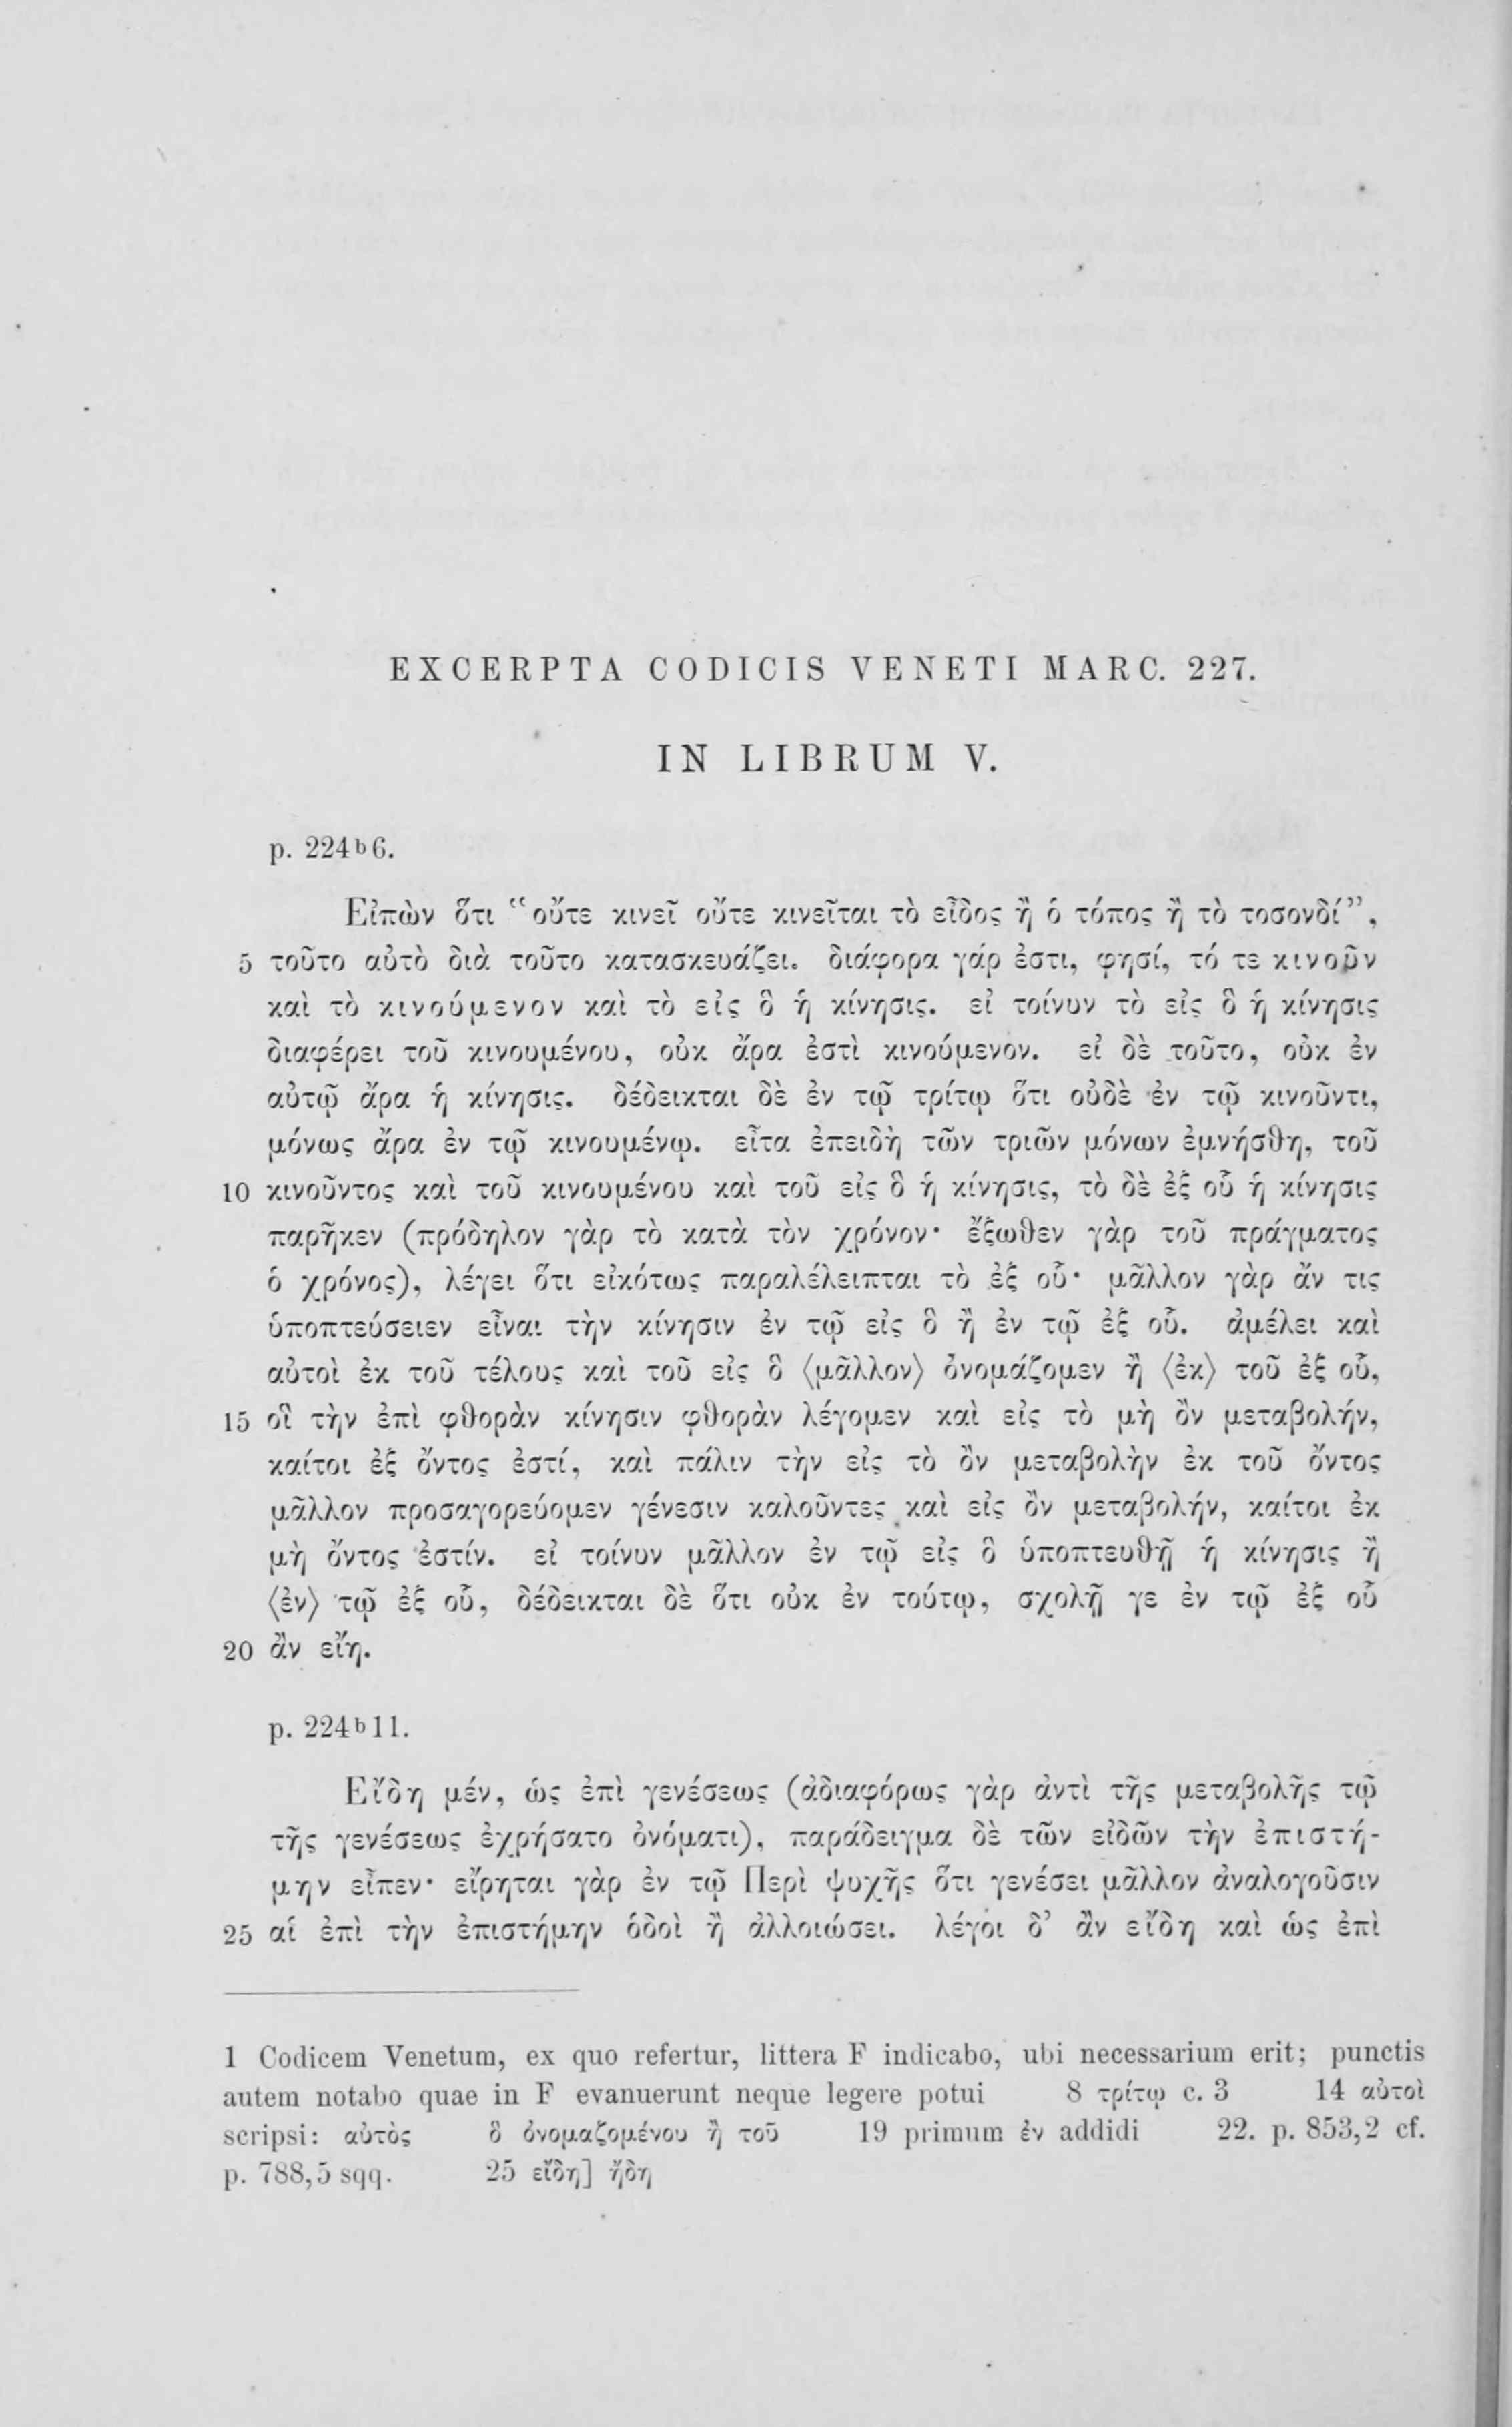 EXCERPTA CODICIS VENETI MARC. 227.
IN LIBRUM V.
p. 224ᵇ6.
Εἰπὼν ὅτι “οὔτε κινεῖ οὔτε κινεῖται τὸ εἶδος ἢ ὁ τόπος ἢ τὸ τοσονδί”,
5 τοῦτο αὐτὸ διὰ τοῦτο κατασκευάζει. διάφορα γάρ ἐστι, φησί, τό τε κινοῦν
καὶ τὸ κινούμενον καὶ τὸ εἰς ὃ ἡ κίνησις. εἰ τοίνυν τὸ εἰς ὃ ἡ κίνησις
διαφέρει τοῦ κινουμένου, οὐκ ἄρα ἐστὶ κινούμενον. εἰ δὲ τοῦτο, οὐκ ἐν
αὐτῷ ἄρα ἡ κίνησις. δέδεικται δὲ ἐν τῷ τρίτῳ ὅτι οὐδὲ ἐν τῷ κινοῦντι,
μόνως ἄρα ἐν τῷ κινουμένῳ. εἶτα ἐπειδὴ τῶν τριῶν μόνων ἐμνήσθη, τοῦ
10 κινοῦντος καὶ τοῦ κινουμένου καὶ τοῦ εἰς ὃ ἡ κίνησις, τὸ δὲ ἐξ οὗ ἡ κίνησις
παρῆκεν (πρόδηλον γὰρ τὸ κατὰ τὸν χρόνον· ἔξωθεν γὰρ τοῦ πράγματος
ὁ χρόνος), λέγει ὅτι εἰκότως παραλέλειπται τὸ ἐξ οὗ· μᾶλλον γὰρ ἄν τις
ὑποπτεύσειεν εἶναι τὴν κίνησιν ἐν τῷ εἰς ὃ ἢ ἐν τῷ ἐξ οὗ. ἀμέλει καὶ
αὐτοὶ ἐκ τοῦ τέλους καὶ τοῦ εἰς ὃ ⟨μᾶλλον⟩ ὀνομάζομεν ἢ ⟨ἐκ⟩ τοῦ ἐξ οὗ,
15 οἳ τὴν ἐπὶ φθορὰν κίνησιν φθορὰν λέγομεν καὶ εἰς τὸ μὴ ὂν μεταβολήν,
καίτοι ἐξ ὄντος ἐστί, καὶ πάλιν τὴν εἰς τὸ ὂν μεταβολὴν ἐκ τοῦ ὄντος
μᾶλλον προσαγορεύομεν γένεσιν καλοῦντες καὶ εἰς ὂν μεταβολήν, καίτοι ἐκ
μὴ ὄντος ἐστίν. εἰ τοίνυν μᾶλλον ἐν τῷ εἰς ὃ ὑποπτευθῇ ἡ κίνησις ἢ
⟨ἐν⟩ τῷ ἐξ οὗ, δέδεικται δὲ ὅτι οὐκ ἐν τούτῳ, σχολῇ γε ἐν τῷ ἐξ οὗ
20 ἂν εἴη.
p. 224ᵇ11.
Εἴδη μέν, ὡς ἐπὶ γενέσεως (ἀδιαφόρως γὰρ ἀντὶ τῆς μεταβολῆς τῷ
τῆς γενέσεως ἐχρήσατο ὀνόματι), παράδειγμα δὲ τῶν εἰδῶν τὴν ἐπιστή-
μην εἶπεν· εἴρηται γὰρ ἐν τῷ Περὶ ψυχῆς ὅτι γενέσει μᾶλλον ἀναλογοῦσιν
25 αἱ ἐπὶ τὴν ἐπιστήμην ὁδοὶ ἢ ἀλλοιώσει. λέγοι δ’ ἂν εἴδη καὶ ὡς ἐπὶ
1 Codicem Venetum, ex quo refertur, littera F indicabo, ubi necessarium erit; punctis
autem notabo quae in F evanuerunt neque legere potui 8 τρίτῳ c. 3 14 αὐτοὶ
scripsi: αὐτὸς ὃ ὀνομαζομένου ἢ τοῦ 19 primum ἐν addidi 22. p. 853,2 cf.
p. 788,5 sqq. 25 εἴδη] ἤδη